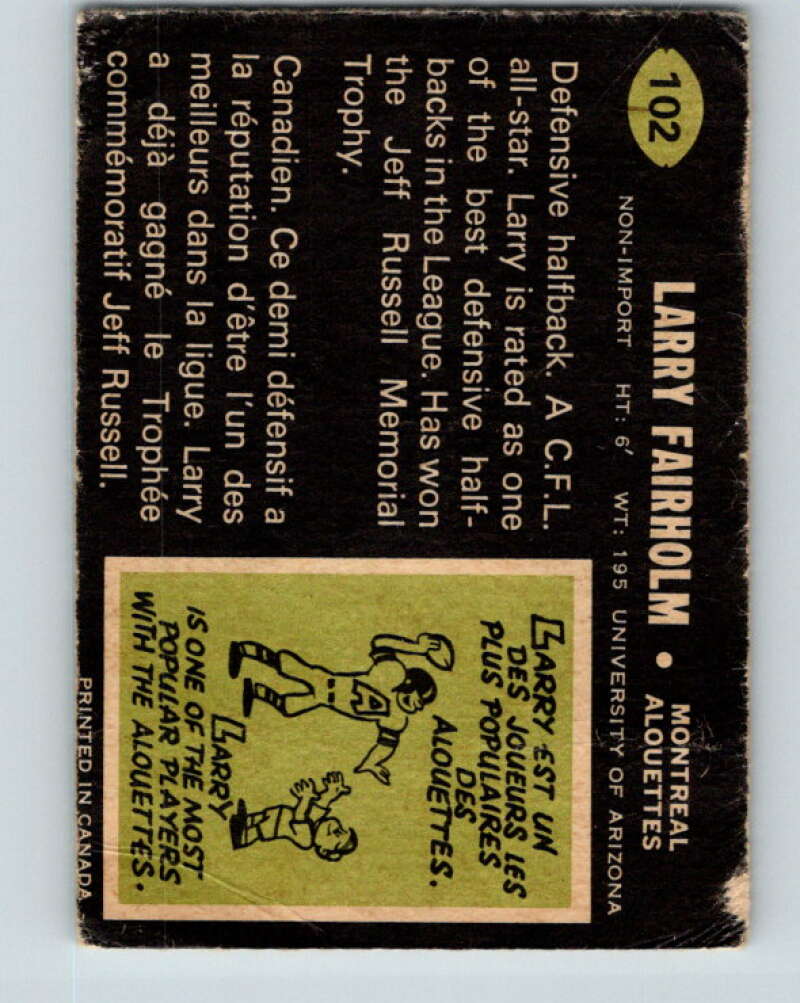 102
LARRY FAIRHOLM • MONTREAL
ALOUETTES
NON-IMPORT HT: 6′ WT: 195 UNIVERSITY OF ARIZONA
Defensive halfback. A C.F.L.
all-star. Larry is rated as one
of the best defensive half-
backs in the League. Has won
the Jeff Russell Memorial
Trophy.
Canadien. Ce demi défensif a
la réputation d'être l'un des
meilleurs dans la ligue. Larry
a déjà gagné le Trophée
commémoratif Jeff Russell.
LARRY EST UN
DES JOUEURS LES
PLUS POPULAIRES
DES
ALOUETTES.
A
LARRY
IS ONE OF THE MOST
POPULAR PLAYERS
WITH THE ALOUETTES.
PRINTED IN CANADA